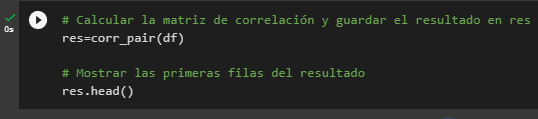 # Calcular la matriz de correlación y guardar el resultado en res
res=corr_pair(df)
# Mostrar las primeras filas del resultado
res.head()
0s